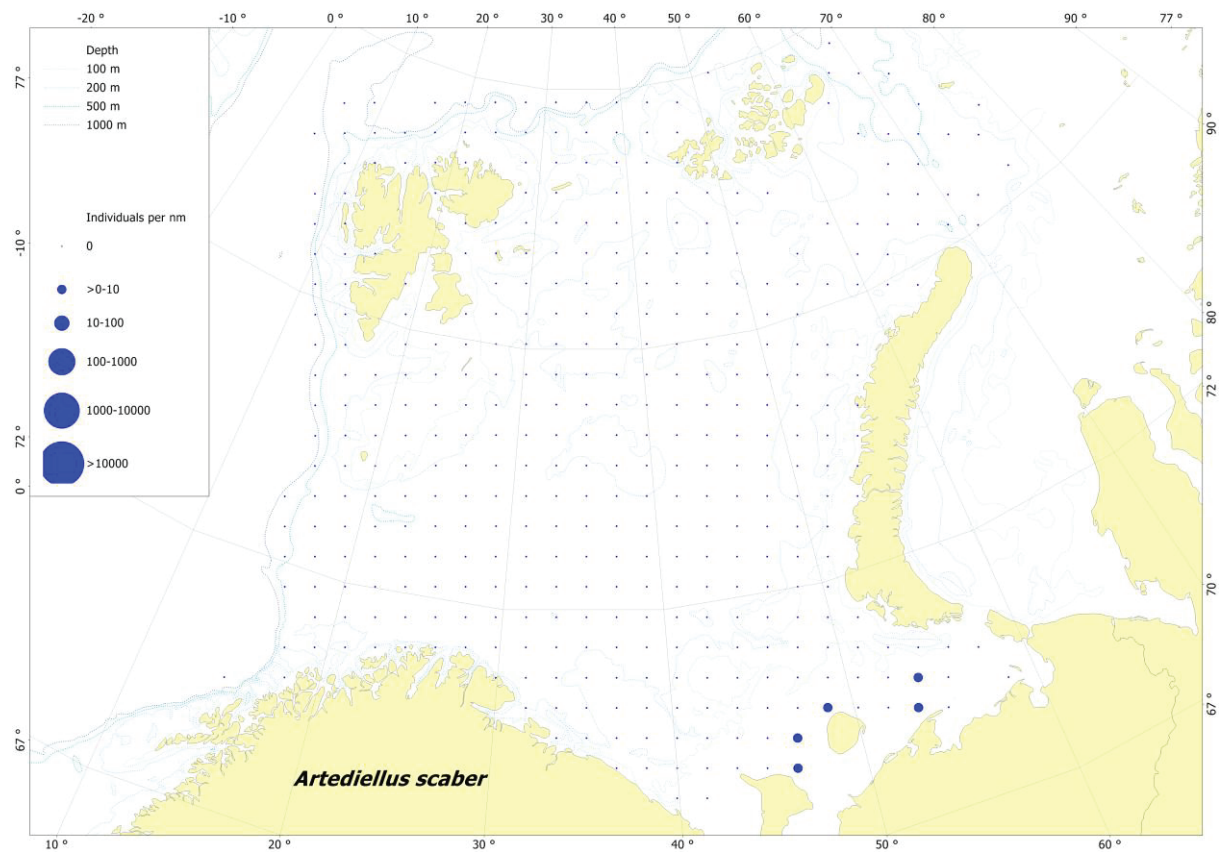 -20 ° -10 ° 0 ° 10 ° 20 ° 30 ° 40 ° 50 ° 60 ° 70 ° 80 ° 90 ° 77 °
Depth
100 m
200 m
500 m
1000 m
Individuals per nm
0
>0-10
10-100
100-1000
1000-10000
>10000
77 °
-10 °
72 °
0 °
67 °
90 °
80 °
72 °
70 °
67 °
Artediellus scaber
10 ° 20 ° 30 ° 40 ° 50 ° 60 °